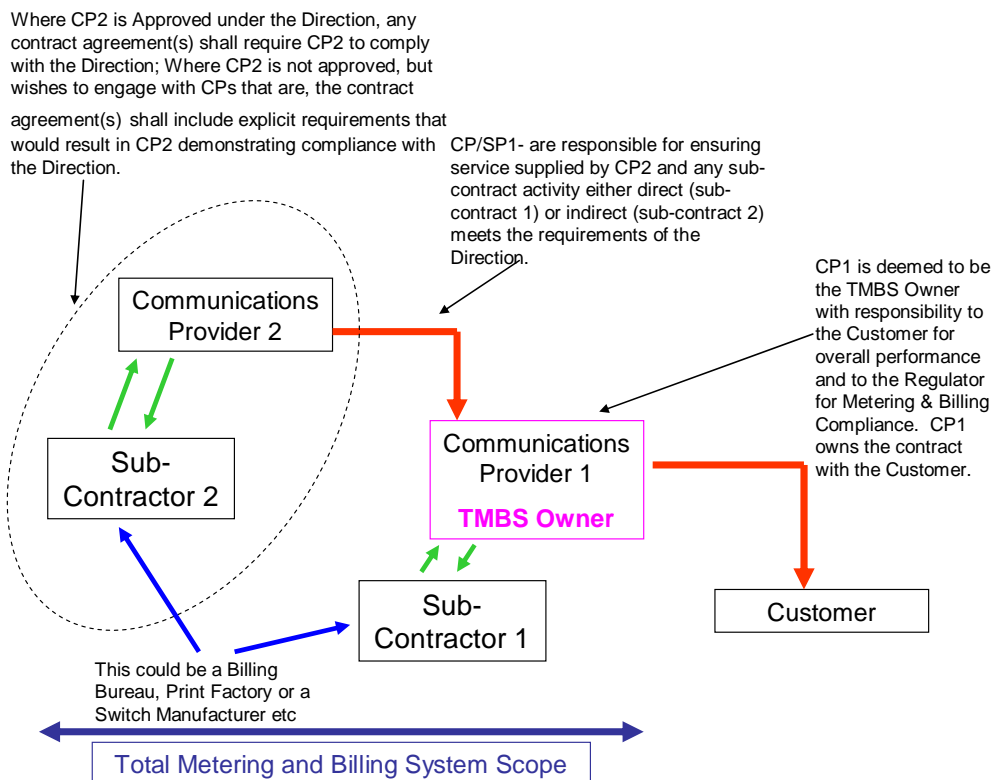 Where CP2 is Approved under the Direction, any
contract agreement(s) shall require CP2 to comply
with the Direction; Where CP2 is not approved, but
wishes to engage with CPs that are, the contract
agreement(s) shall include explicit requirements that
would result in CP2 demonstrating compliance with
the Direction.
CP/SP1- are responsible for ensuring
service supplied by CP2 and any sub-
contract activity either direct (sub-
contract 1) or indirect (sub-contract 2)
meets the requirements of the
Direction.
CP1 is deemed to be
the TMBS Owner
with responsibility to
the Customer for
overall performance
and to the Regulator
for Metering & Billing
Compliance. CP1
owns the contract
with the Customer.
Communications
Provider 2
Communications
Provider 1
TMBS Owner
Sub-
Contractor 2
Sub-
Contractor 1
Customer
This could be a Billing
Bureau, Print Factory or a
Switch Manufacturer etc
Total Metering and Billing System Scope